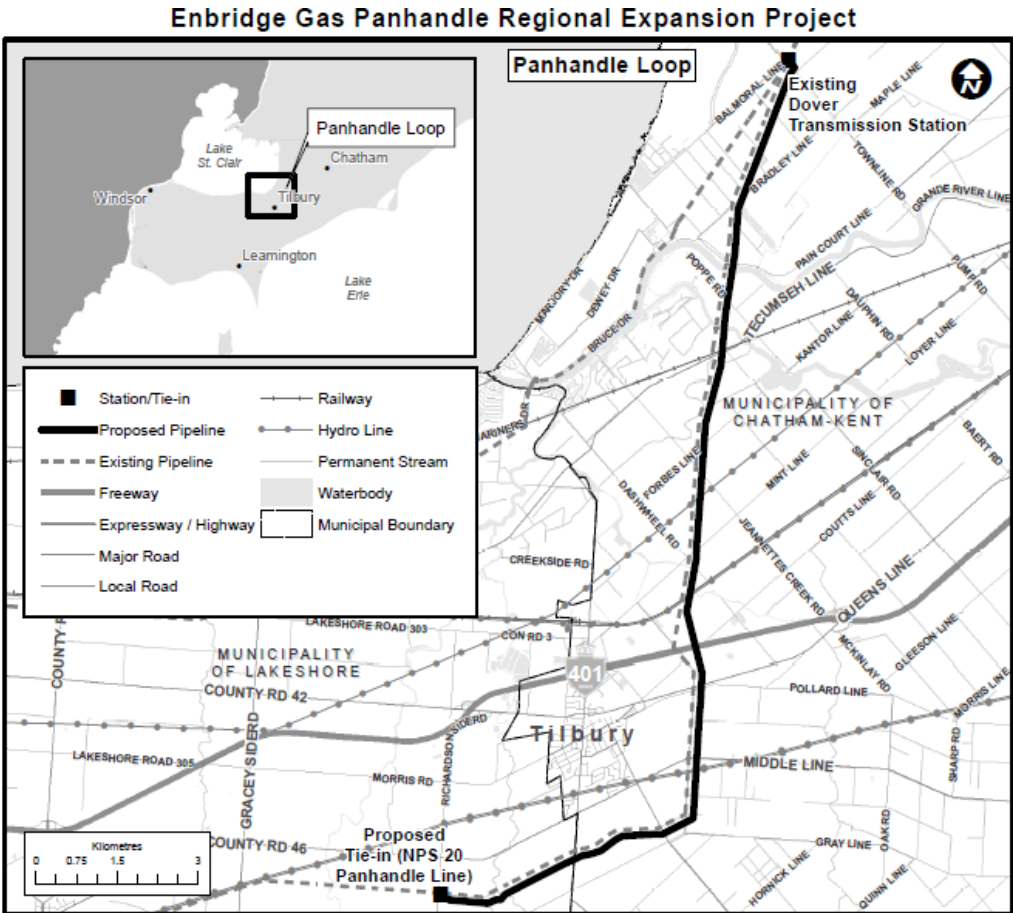 Enbridge Gas Panhandle Regional Expansion Project
Panhandle Loop
N
Existing
Dover
Transmission Station
Panhandle Loop
Lake
St. Clair
Chatham
Windsor
Tilbury
Leamington
Lake
Erie
Station/Tie-in
Proposed Pipeline
Existing Pipeline
Freeway
Expressway / Highway
Major Road
Local Road
Railway
Hydro Line
Permanent Stream
Waterbody
Municipal Boundary
BALMORAL LINE
MAPLE LINE
BRADLEY LINE
TOWNLINE RD
GRANDE RIVER LINE
PAIN COURT LINE
POPPE RD
TECUMSEH LINE
PUMP RD
MARJORY DR
DEWEY DR
BRUCE DR
DAUPHIN RD
KANTOR LINE
LOYER LINE
MUNICIPALITY OF
CHATHAM-KENT
ARINERS DR
FORBES LINE
DASHWHEEL RD
MINT LINE
SINCLAIR RD
BAERT RD
COUTTS LINE
JEANNETTES CREEK RD
QUEENS LINE
CREEKSIDE RD
LAKESHORE ROAD 303
CON RD 3
MCKINLAY RD
GLEESON LINE
MUNICIPALITY
OF LAKESHORE
COUNTY R
COUNTY RD 42
401
POLLARD LINE
MORRIS LINE
Tilbury
RICHARDSON SIDERD
GRACEY SIDERD
LAKESHORE ROAD 305
MORRIS RD
MIDDLE LINE
SHARP RD
COUNTY RD 46
Proposed
Tie-in (NPS 20
Panhandle Line)
GRAY LINE
OAK RD
HORNICK LINE
QUINN LINE
Kilometres
0 0.75 1.5 3